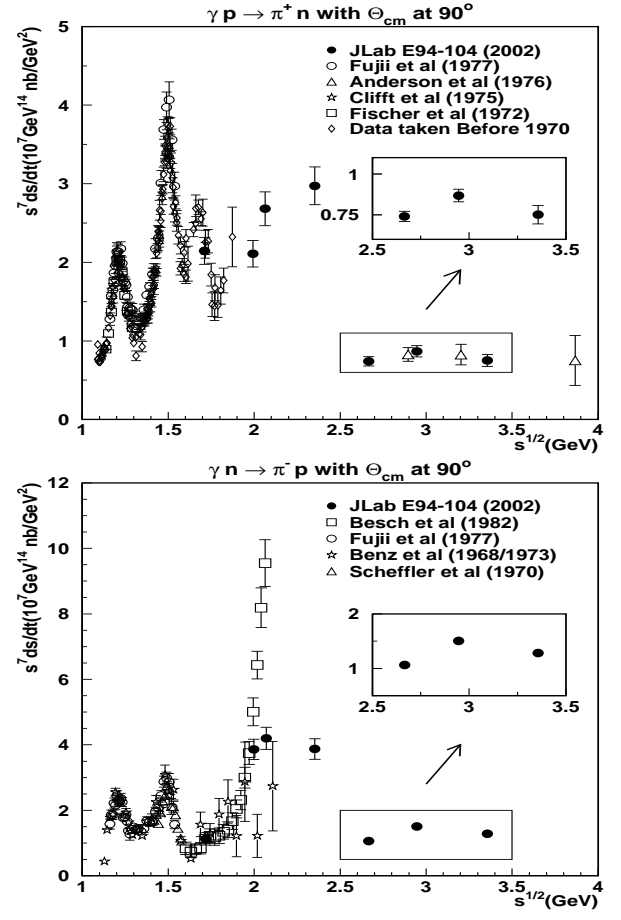 γ p → π⁺ n with Θcm at 90°
s⁷ds/dt(10⁷GeV¹⁴ nb/GeV²)
5
4
3
2
1
0
JLab E94-104 (2002)
Fujii et al (1977)
Anderson et al (1976)
Clifft et al (1975)
Fischer et al (1972)
Data taken Before 1970
1
0.75
2.5 3 3.5
1 1.5 2 2.5 3 3.5 4
s^1/2(GeV)
γ n → π⁻ p with Θcm at 90°
s⁷ds/dt(10⁷GeV¹⁴ nb/GeV²)
12
10
8
6
4
2
0
JLab E94-104 (2002)
Besch et al (1982)
Fujii et al (1977)
Benz et al (1968/1973)
Scheffler et al (1970)
2
1
2.5 3 3.5
1 1.5 2 2.5 3 3.5 4
s^1/2(GeV)